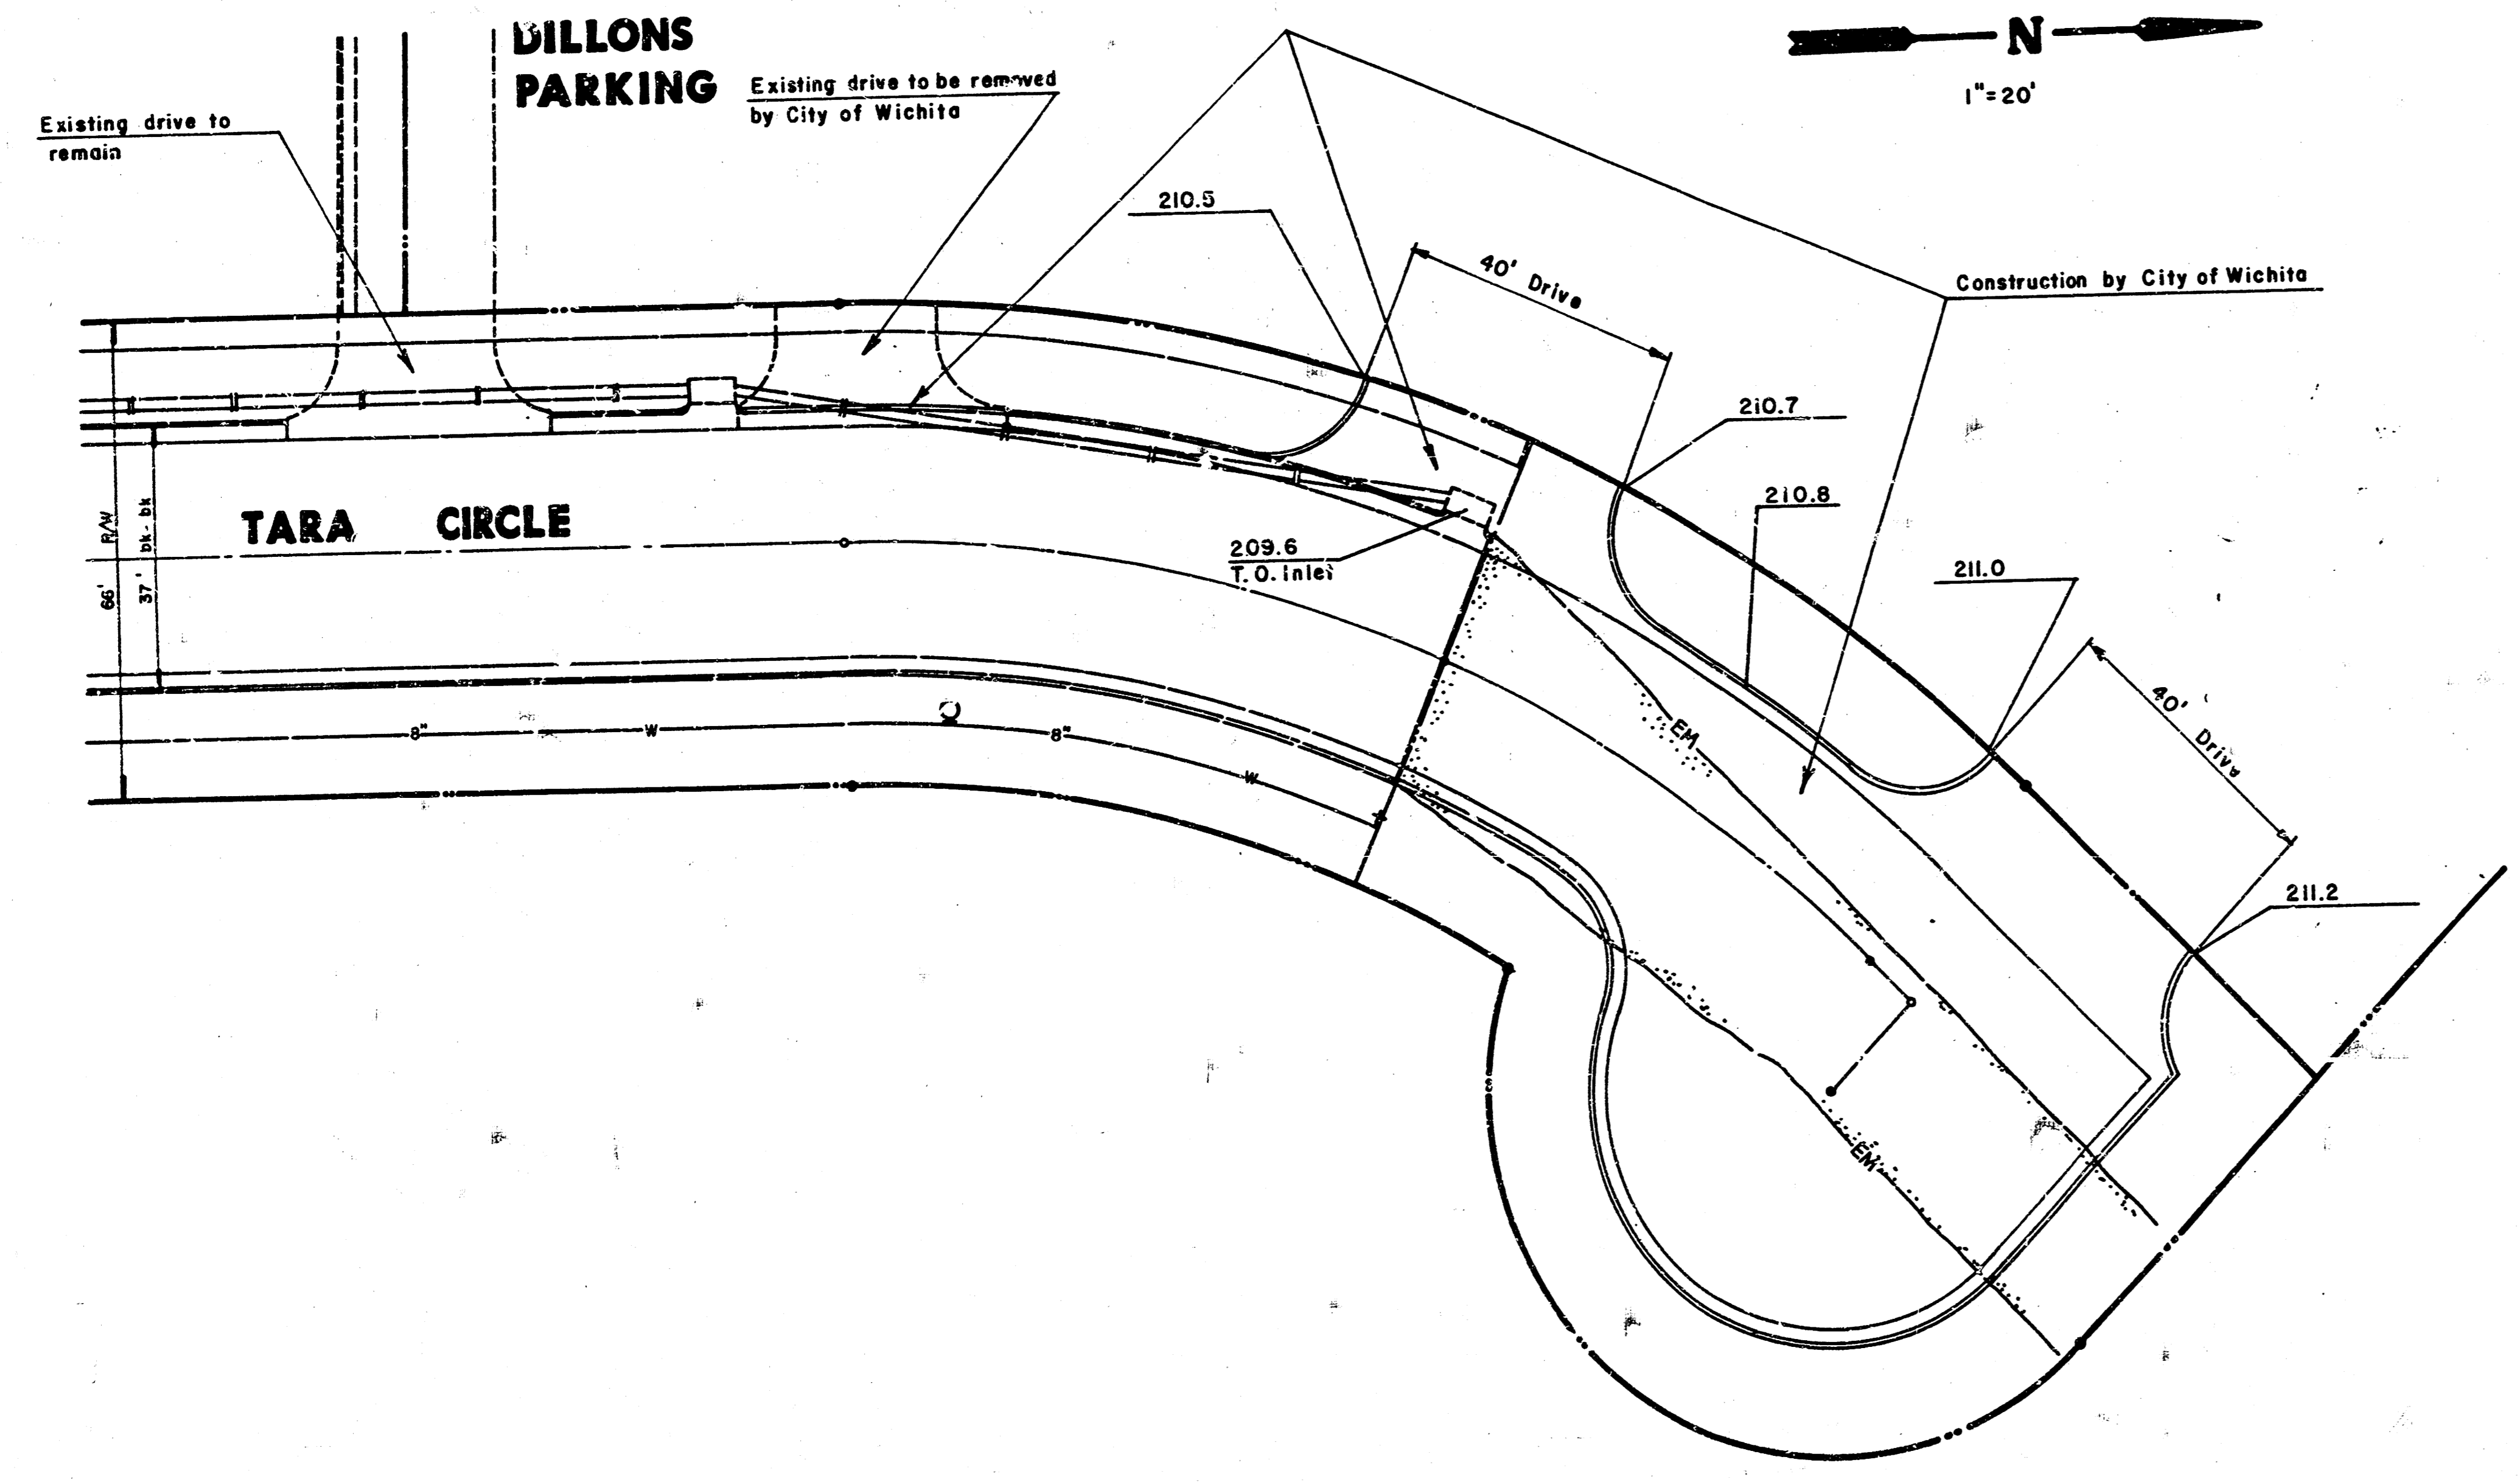 DILLONS
PARKING
N
1"=20'
Existing drive to be removed
by City of Wichita
Existing drive to
remain
210.5
40' Drive
Construction by City of Wichita
210.7
210.8
R/W
66'
bk - bk
37'
TARA CIRCLE
209.6
T. O. Inlet
211.0
40' Drive
EM
8"
W
8"
W
211.2
EM